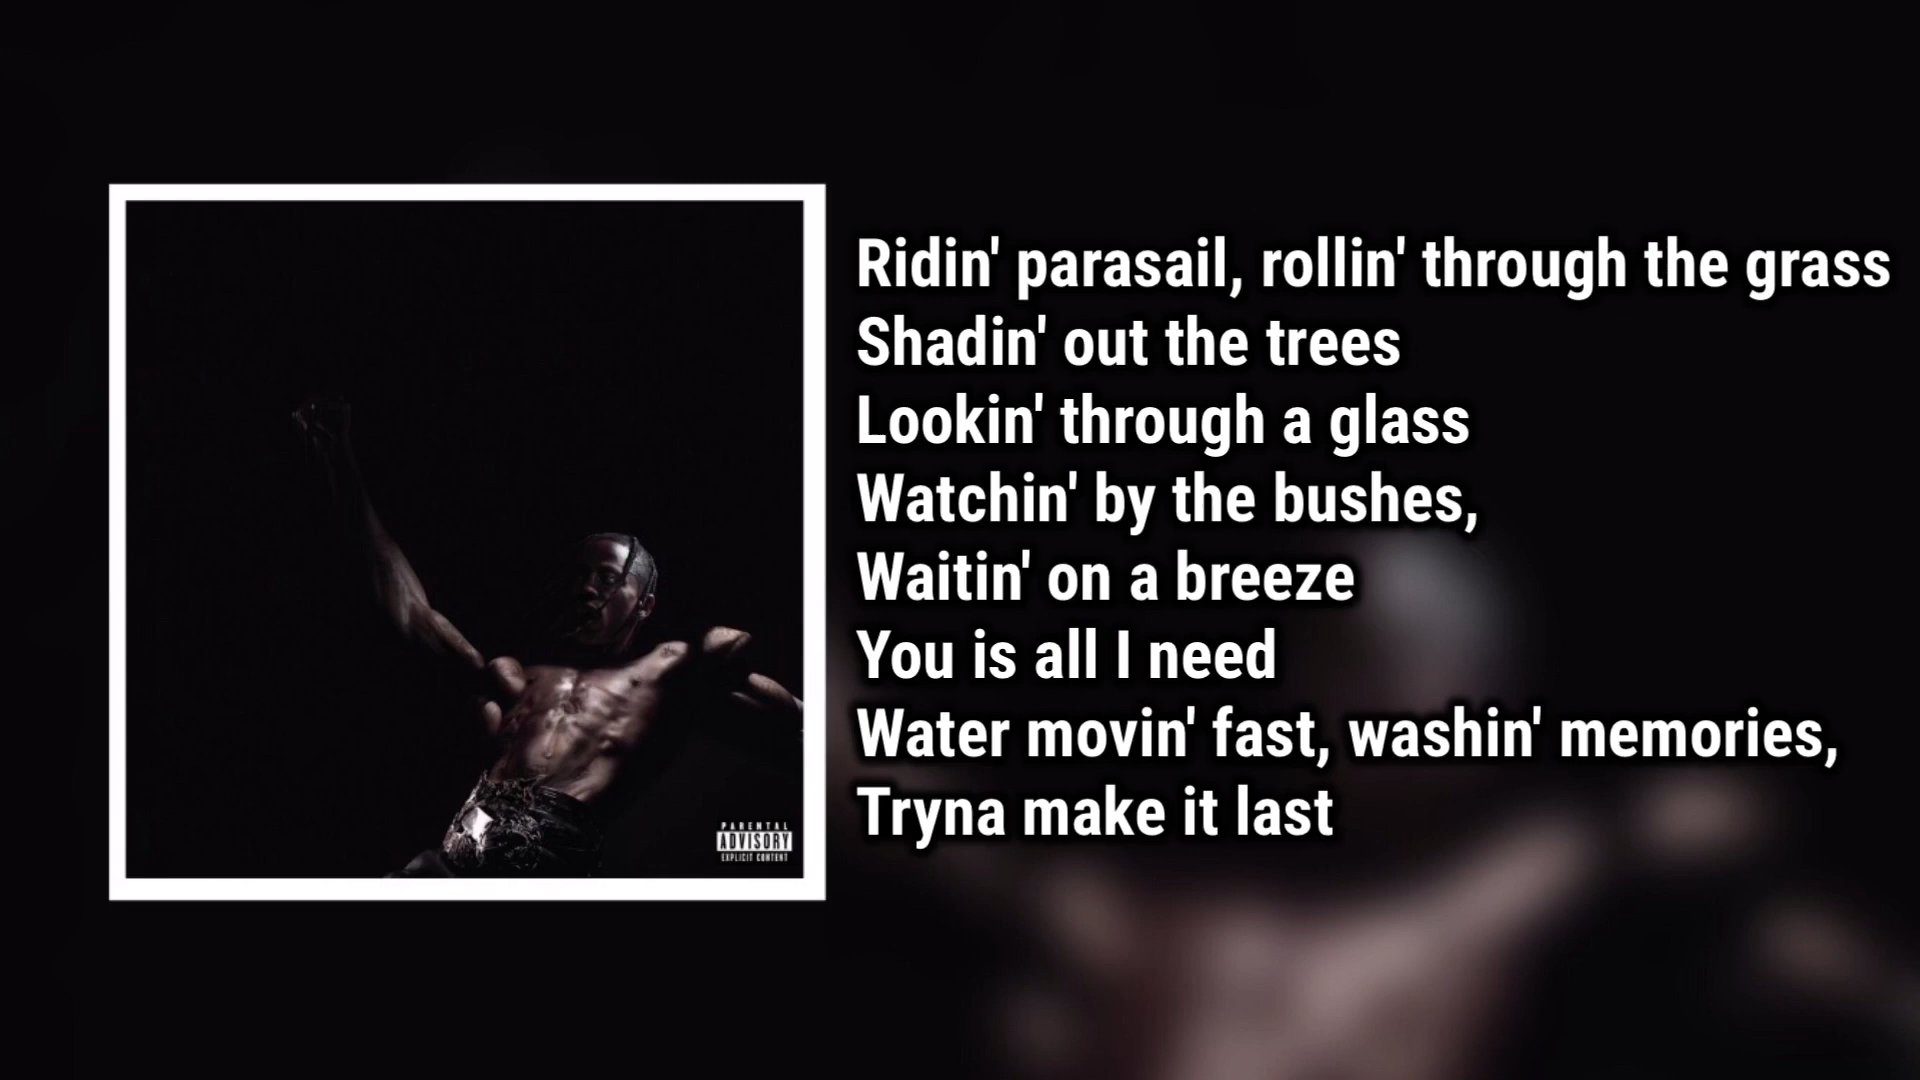 Ridin' parasail, rollin' through the grass
Shadin' out the trees
Lookin' through a glass
Watchin' by the bushes,
Waitin' on a breeze
You is all I need
Water movin' fast, washin' memories,
Tryna make it last
PARENTAL
ADVISORY
EXPLICIT CONTENT